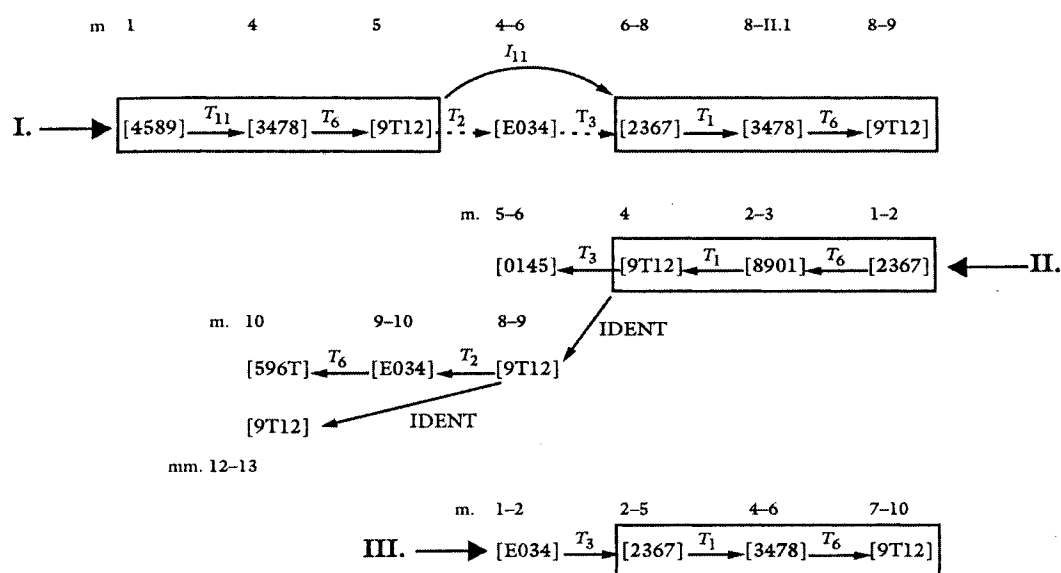 m 1 4 5 4–6 6–8 8–II.1 8–9
I₁₁
T₁₁ T₆ T₂ T₃ T₁ T₆
I. [4589] [3478] [9T12] [E034] [2367] [3478] [9T12]
m. 5–6 4 2–3 1–2
T₃ T₁ T₆
[0145] [9T12] [8901] [2367] II.
IDENT
m. 10 9–10 8–9
T₆ T₂
[596T] [E034] [9T12]
IDENT
[9T12]
mm. 12–13
m. 1–2 2–5 4–6 7–10
T₃ T₁ T₆
III. [E034] [2367] [3478] [9T12]